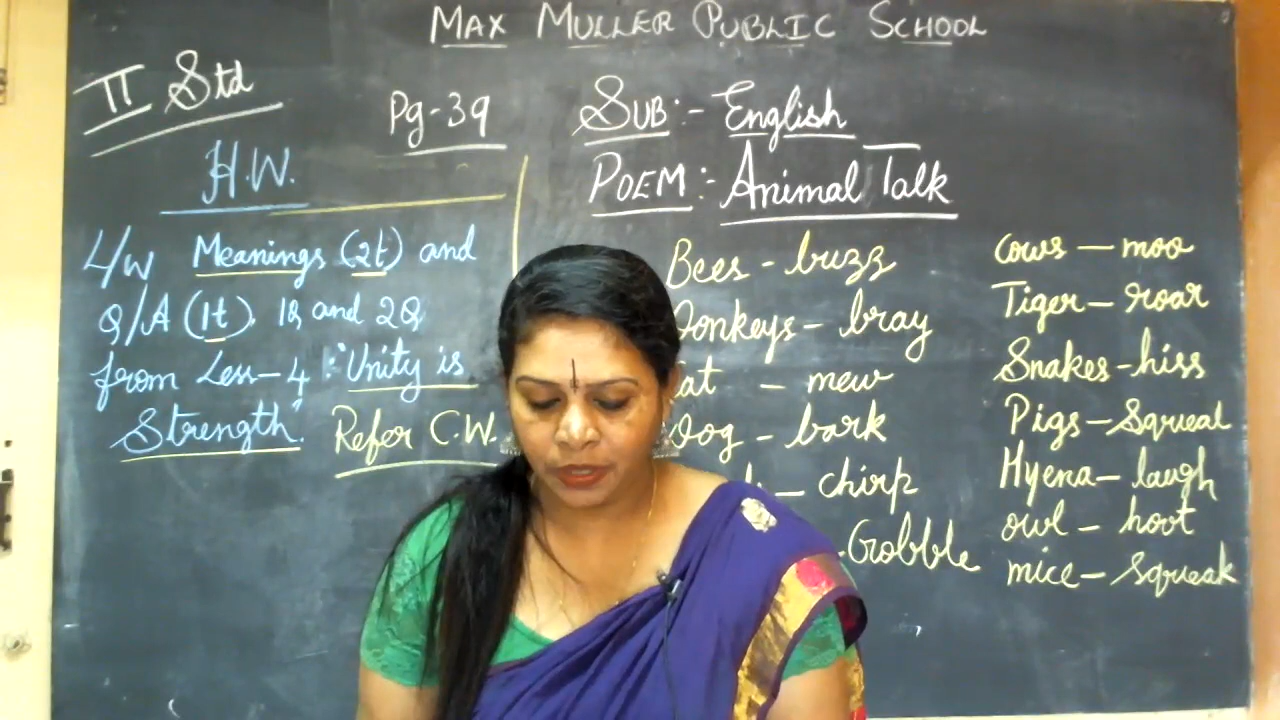 MAX MULLER PUBLIC SCHOOL
II Std
Pg-39
SUB:- English
POEM:- Animal Talk
H.W.
L/W Meanings (2t) and
Q/A (1t) 1Q and 2Q
from Less-4 : "Unity is
Strength".
Refer C.W.
Bees - buzz
Donkeys - bray
Cat - mew
Dog - bark
- chirp
- Gobble
Cows - moo
Tiger - roar
Snakes - hiss
Pigs - Squeal
Hyena - laugh
owl - hoot
mice - Squeak